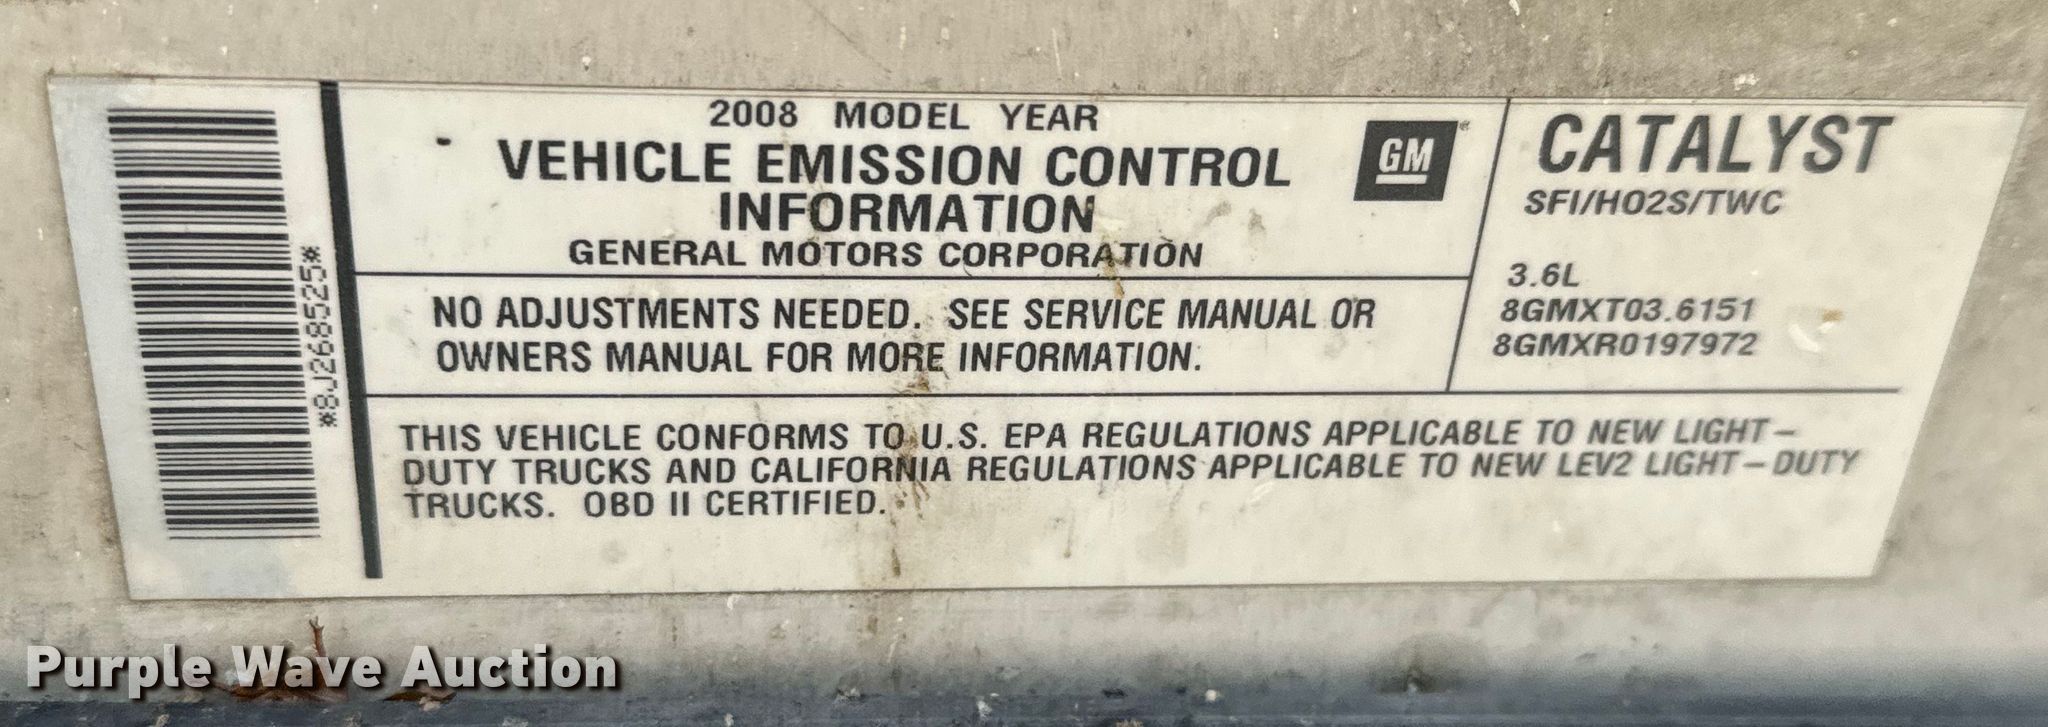 *8J268525*
2008 MODEL YEAR
VEHICLE EMISSION CONTROL
INFORMATION
GENERAL MOTORS CORPORATION
GM
CATALYST
SFI/HO2S/TWC
3.6L
8GMXT03.6151
8GMXR0197972
NO ADJUSTMENTS NEEDED. SEE SERVICE MANUAL OR
OWNERS MANUAL FOR MORE INFORMATION.
THIS VEHICLE CONFORMS TO U.S. EPA REGULATIONS APPLICABLE TO NEW LIGHT-
DUTY TRUCKS AND CALIFORNIA REGULATIONS APPLICABLE TO NEW LEV2 LIGHT-DUTY
TRUCKS. OBD II CERTIFIED.
Purple Wave Auction